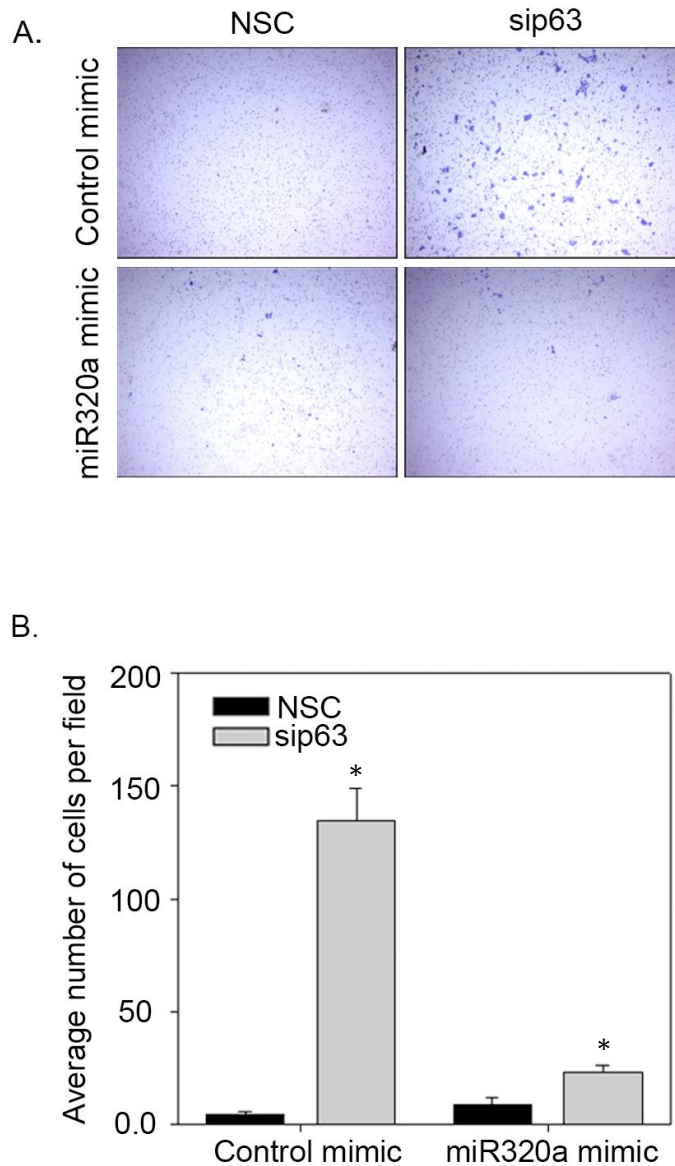 A.
NSC
sip63
Control mimic
miR320a mimic
B.
Average number of cells per field
200
150
100
50
0.0
NSC
sip63
*
*
Control mimic
miR320a mimic